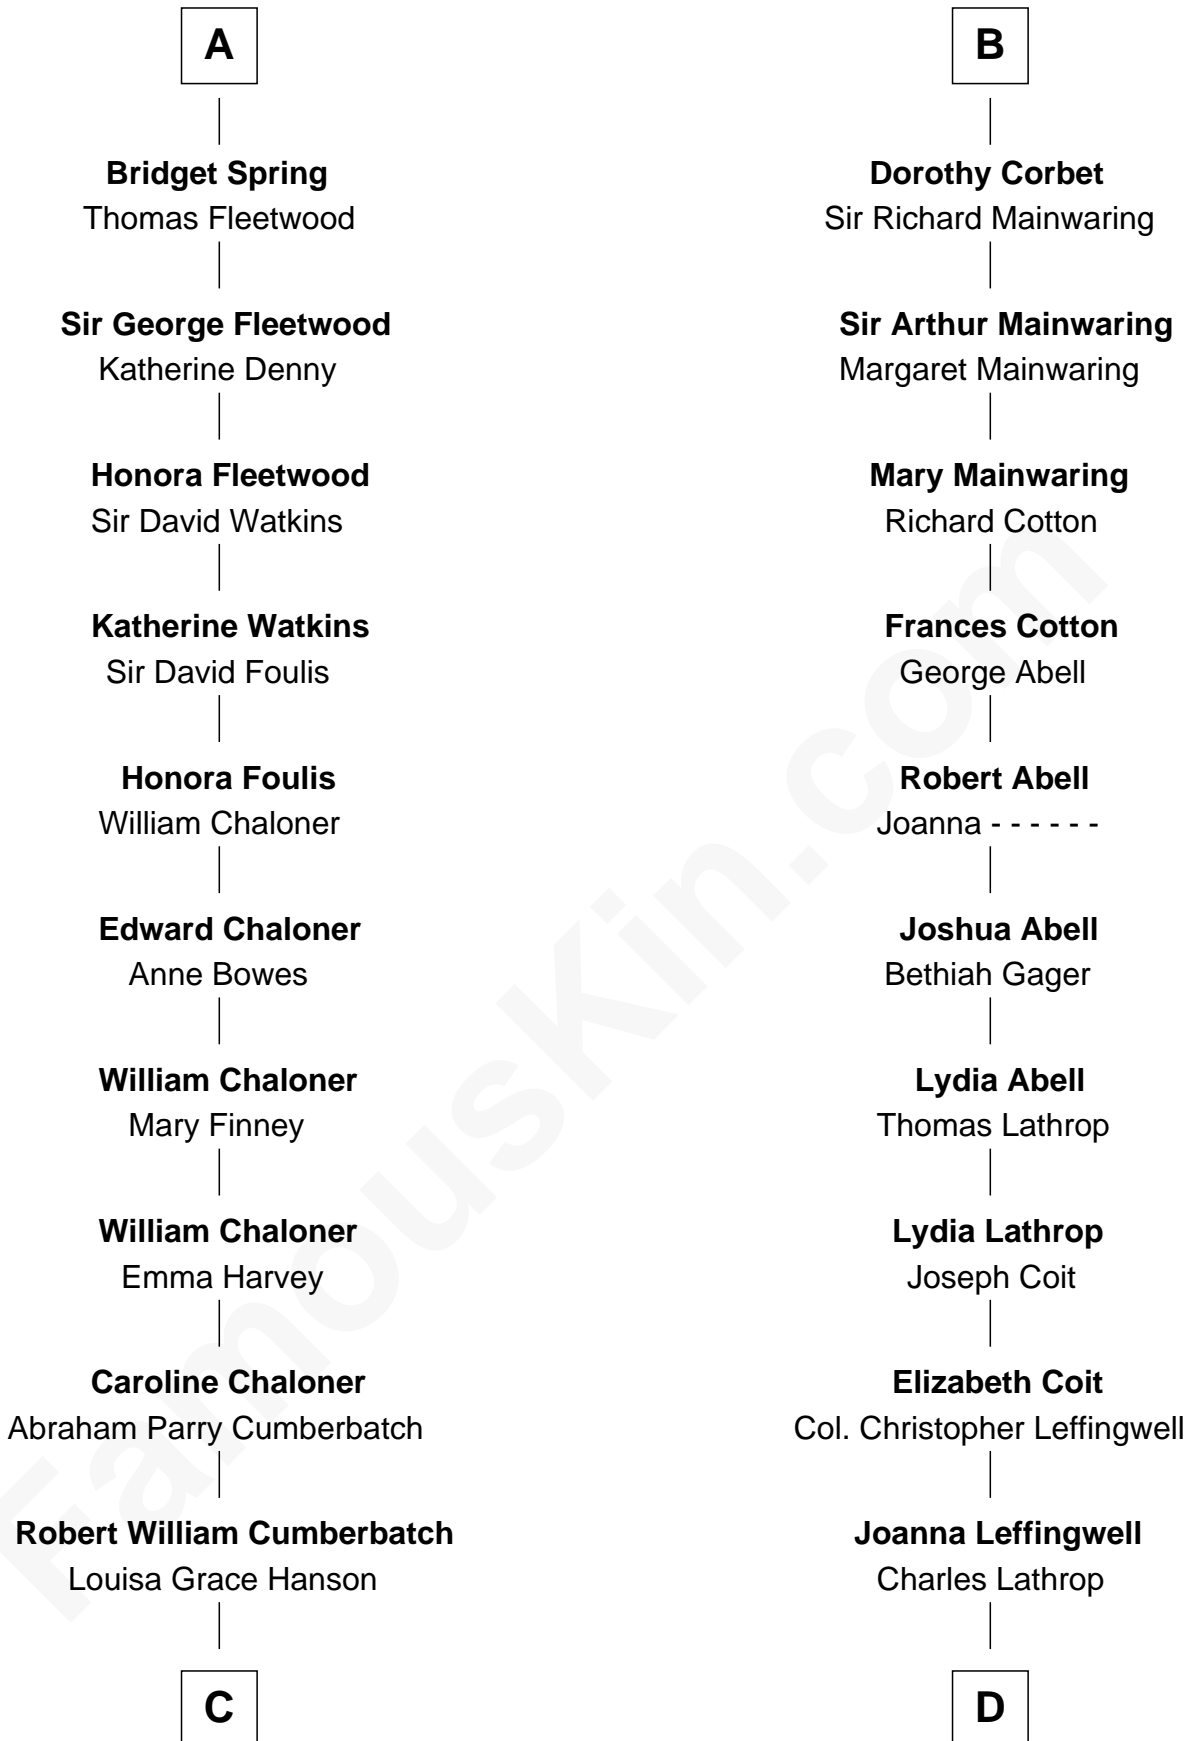 A
Bridget Spring
Thomas Fleetwood
Sir George Fleetwood
Katherine Denny
Honora Fleetwood
Sir David Watkins
Katherine Watkins
Sir David Foulis
Honora Foulis
William Chaloner
Edward Chaloner
Anne Bowes
William Chaloner
Mary Finney
William Chaloner
Emma Harvey
Caroline Chaloner
Abraham Parry Cumberbatch
Robert William Cumberbatch
Louisa Grace Hanson
C
B
Dorothy Corbet
Sir Richard Mainwaring
Sir Arthur Mainwaring
Margaret Mainwaring
Mary Mainwaring
Richard Cotton
Frances Cotton
George Abell
Robert Abell
Joanna - - - - - -
Joshua Abell
Bethiah Gager
Lydia Abell
Thomas Lathrop
Lydia Lathrop
Joseph Coit
Elizabeth Coit
Col. Christopher Leffingwell
Joanna Leffingwell
Charles Lathrop
D
FamousKin.com